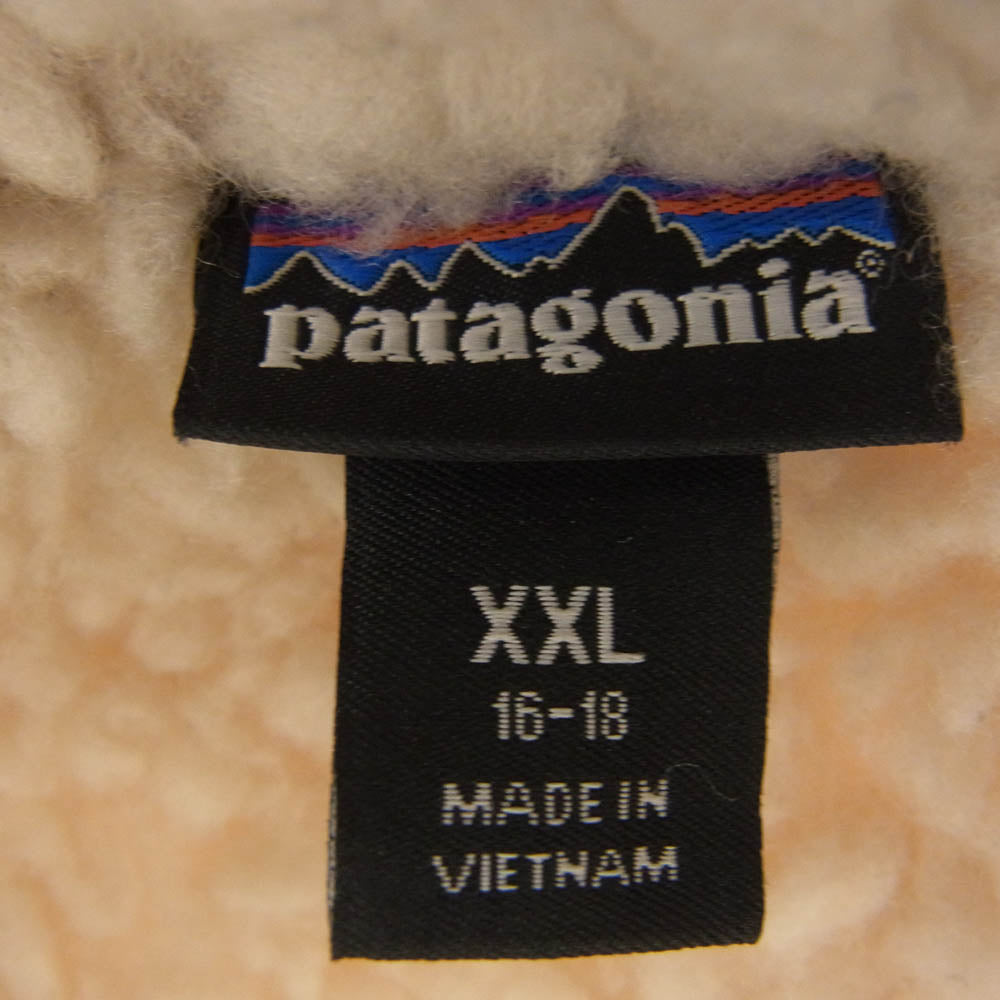 patagonia®
XXL
16-18
MADE IN
VIETNAM